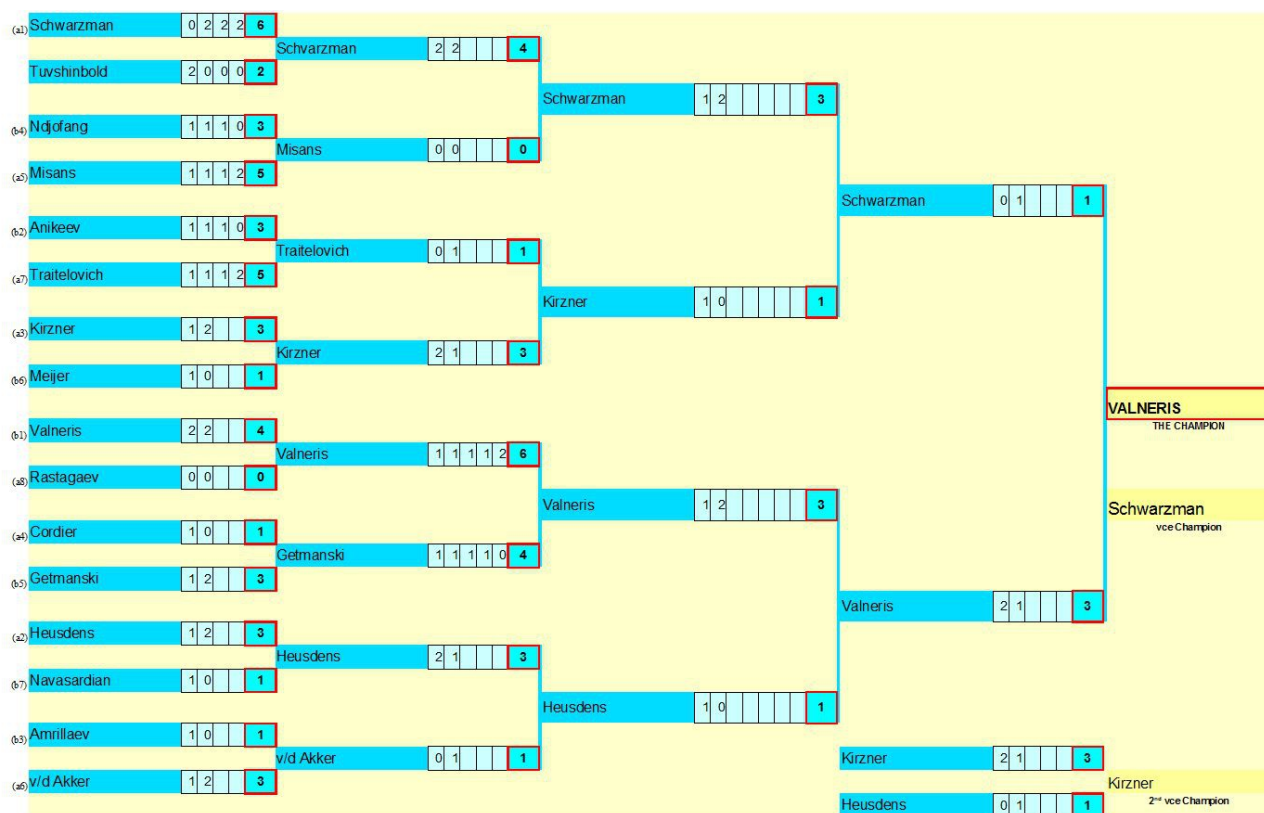 (a1) Schwarzman 0 2 2 2 6
Schvarzman 2 2 4
Tuvshinbold 2 0 0 0 2
Schwarzman 1 2 3
(b4) Ndjofang 1 1 1 0 3
Misans 0 0 0
(a5) Misans 1 1 1 2 5
Schwarzman 0 1 1
(b2) Anikeev 1 1 1 0 3
Traitelovich 0 1 1
(a7) Traitelovich 1 1 1 2 5
Kirzner 1 0 1
(a3) Kirzner 1 2 3
Kirzner 2 1 3
(b6) Meijer 1 0 1
VALNERIS
THE CHAMPION
(b1) Valneris 2 2 4
Valneris 1 1 1 1 2 6
(a8) Rastagaev 0 0 0
Valneris 1 2 3
Schwarzman
vce Champion
(a4) Cordier 1 0 1
Getmanski 1 1 1 1 0 4
(b5) Getmanski 1 2 3
Valneris 2 1 3
(a2) Heusdens 1 2 3
Heusdens 2 1 3
(b7) Navasardian 1 0 1
Heusdens 1 0 1
(b3) Amrillaev 1 0 1
v/d Akker 0 1 1
Kirzner 2 1 3
(a6) v/d Akker 1 2 3
Kirzner
2nd vce Champion
Heusdens 0 1 1